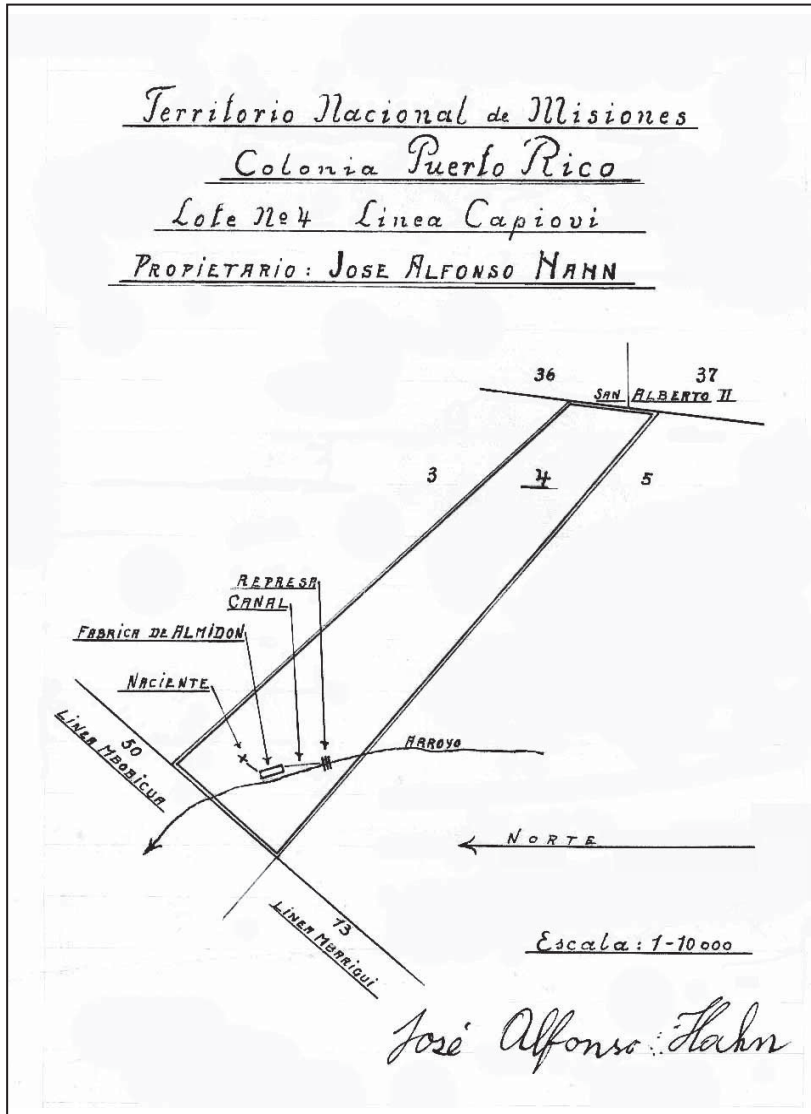 Territorio Nacional de Misiones
Colonia Puerto Rico
Lote Nº 4 Linea Capiovi
PROPIETARIO: JOSE ALFONSO HAHN
36
37
SAN ALBERTO II
3
4
5
REPRESA
CANAL
FABRICA DE ALMIDON
NACIENTE
50
LÍNEA MBOBICUA
ARROYO
NORTE
73
LÍNEA MBARIGUI
Escala: 1-10000
José Alfonso Hahn